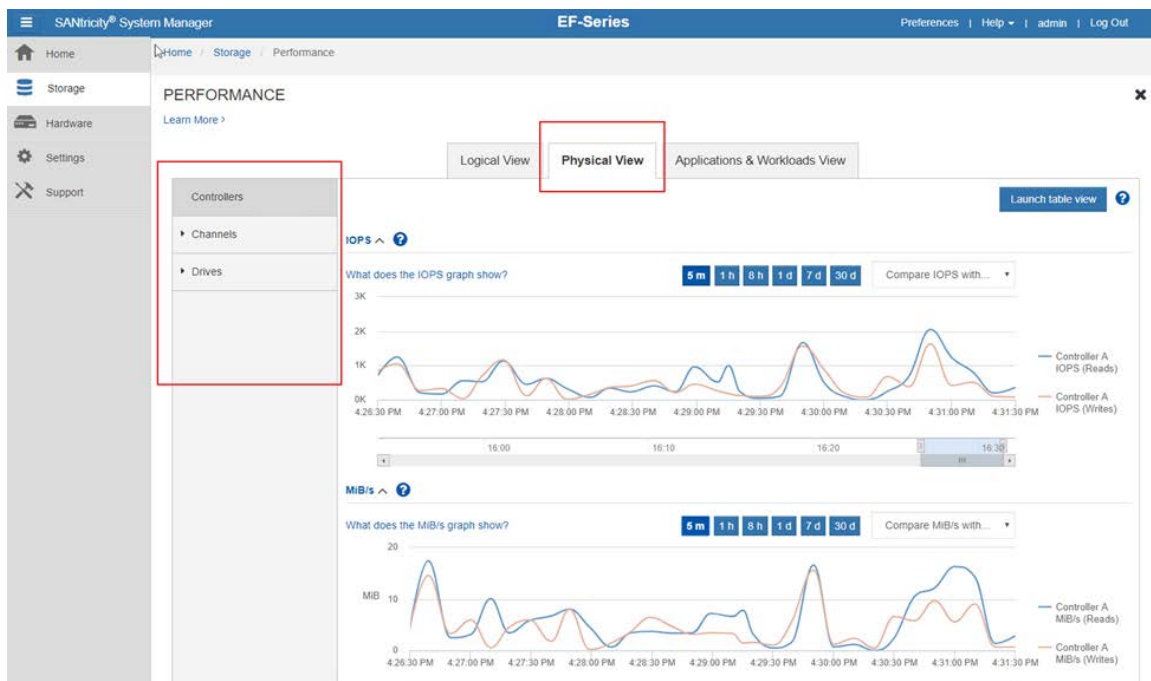 SANtricity® System Manager
EF-Series
Preferences | Help | admin | Log Out
Home
Storage
Hardware
Settings
Support
Home / Storage / Performance
PERFORMANCE
Learn More >
Logical View
Physical View
Applications & Workloads View
Controllers
Channels
Drives
Launch table view
IOPS
What does the IOPS graph show?
5 m 1 h 8 h 1 d 7 d 30 d
Compare IOPS with...
3K
2K
1K
0K
4:26:30 PM 4:27:00 PM 4:27:30 PM 4:28:00 PM 4:28:30 PM 4:29:00 PM 4:29:30 PM 4:30:00 PM 4:30:30 PM 4:31:00 PM 4:31:30 PM
Controller A
IOPS (Reads)
Controller A
IOPS (Writes)
16:00 16:10 16:20 16:30
MiB/s
What does the MiB/s graph show?
5 m 1 h 8 h 1 d 7 d 30 d
Compare MiB/s with...
20
MiB 10
0
4:26:30 PM 4:27:00 PM 4:27:30 PM 4:28:00 PM 4:28:30 PM 4:29:00 PM 4:29:30 PM 4:30:00 PM 4:30:30 PM 4:31:00 PM 4:31:30 PM
Controller A
MiB/s (Reads)
Controller A
MiB/s (Writes)